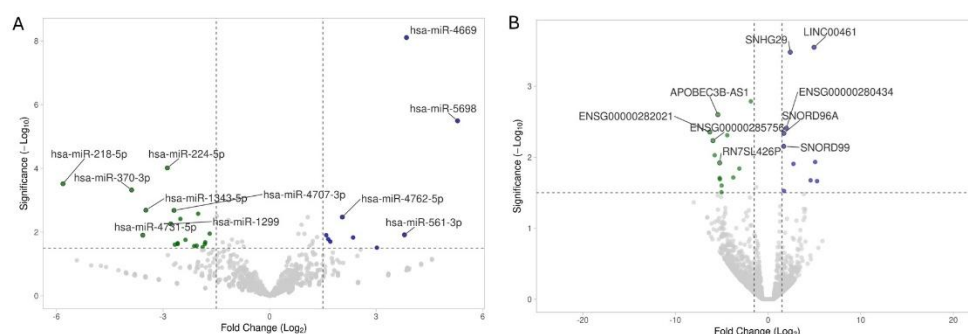 A
hsa-miR-4669
hsa-miR-5698
hsa-miR-224-5p
hsa-miR-218-5p
hsa-miR-370-3p
hsa-miR-1343-5p
hsa-miR-4707-3p
hsa-miR-4762-5p
hsa-miR-4731-5p
hsa-miR-1299
hsa-miR-561-3p
Significance (−Log10)
8
6
4
2
0
-6
-3
0
3
6
Fold Change (Log2)
B
LINC00461
SNHG29
APOBEC3B-AS1
ENSG00000280434
ENSG00000282021
SNORD96A
ENSG00000285756
RN7SL426P
SNORD99
Significance (−Log10)
3
2
1
0
-20
-10
0
10
20